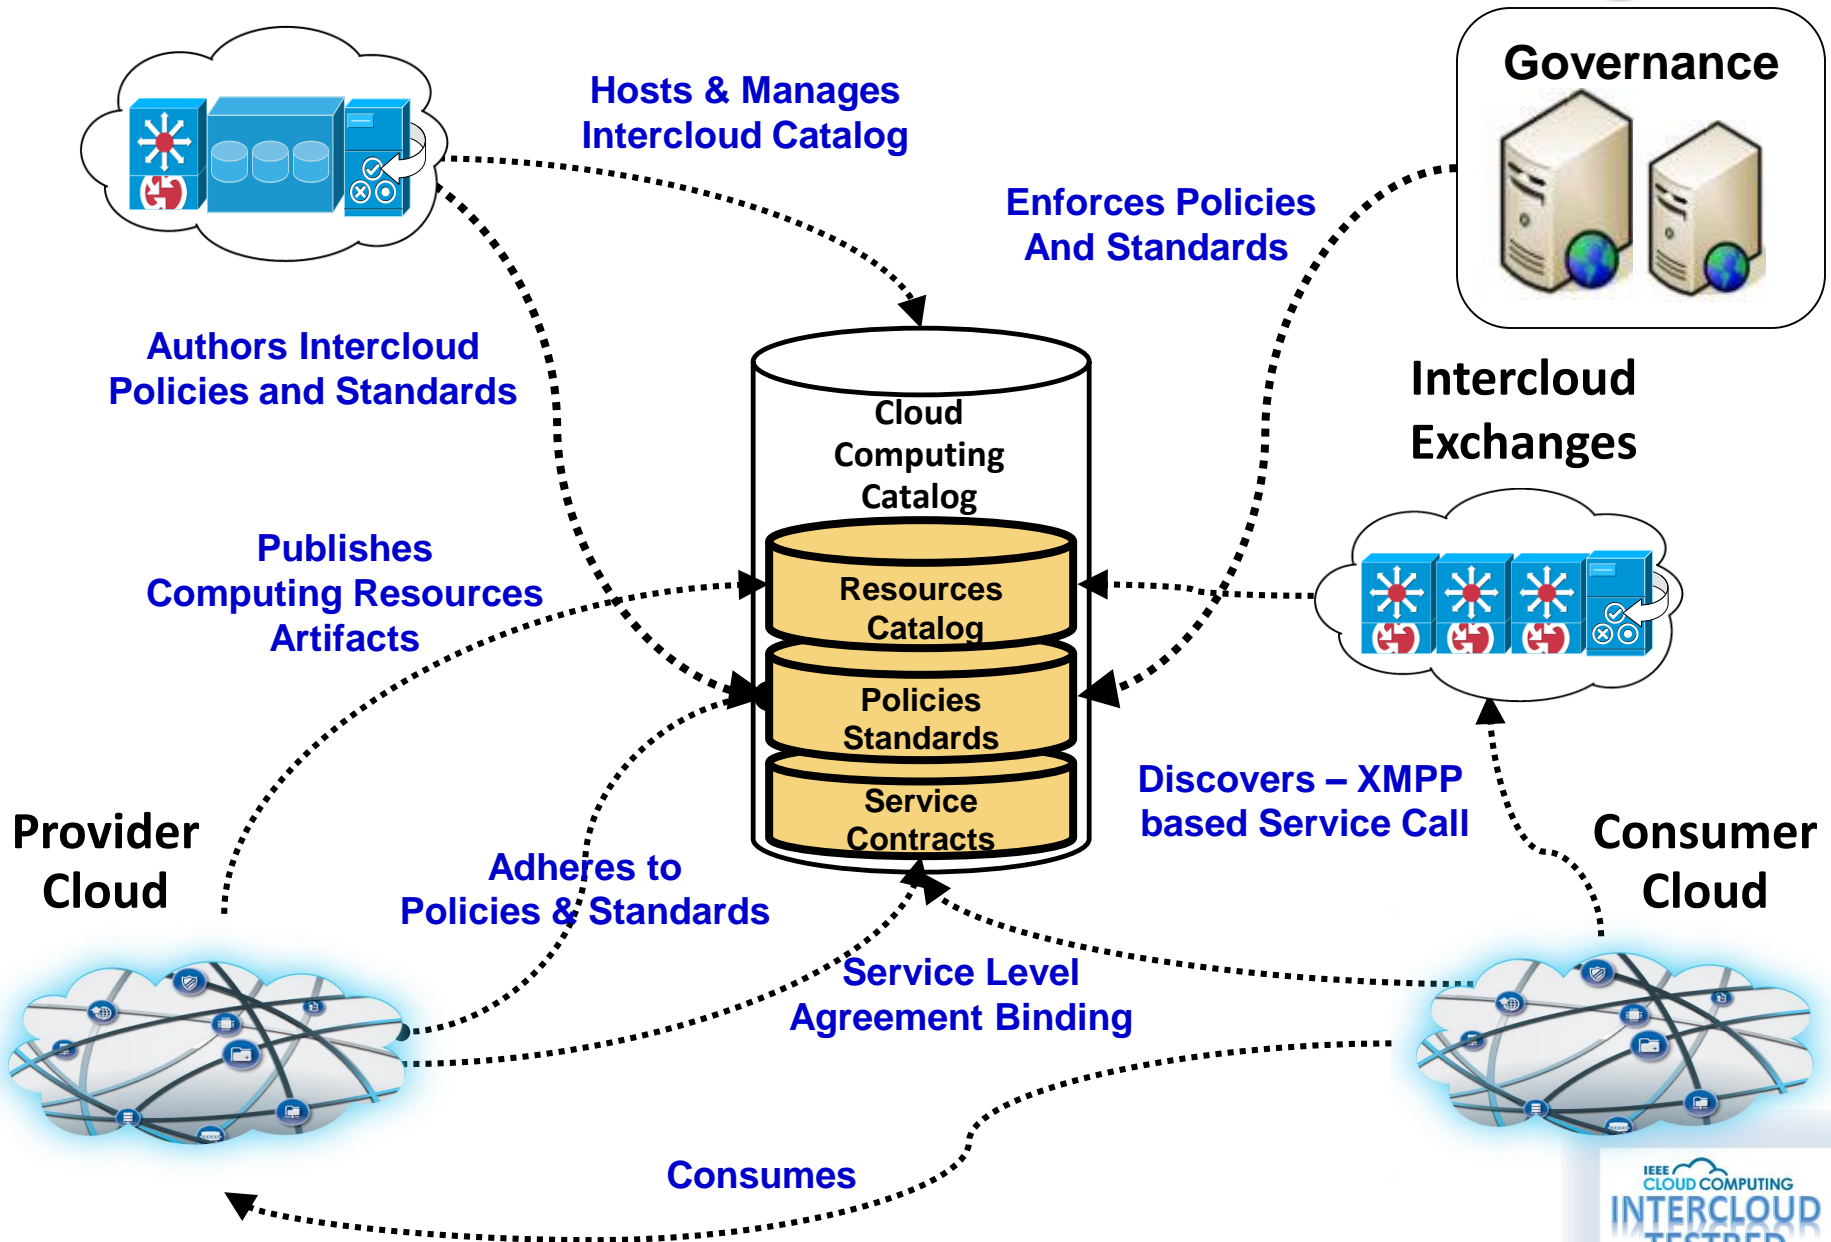 Governance
Hosts & Manages
Intercloud Catalog
Enforces Policies
And Standards
Authors Intercloud
Policies and Standards
Intercloud
Exchanges
Cloud
Computing
Catalog
Publishes
Computing Resources
Artifacts
Resources
Catalog
Policies
Standards
Service
Contracts
Discovers – XMPP
based Service Call
Provider
Cloud
Consumer
Cloud
Adheres to
Policies & Standards
Service Level
Agreement Binding
Consumes
IEEE
CLOUD COMPUTING
INTERCLOUD
TESTBED